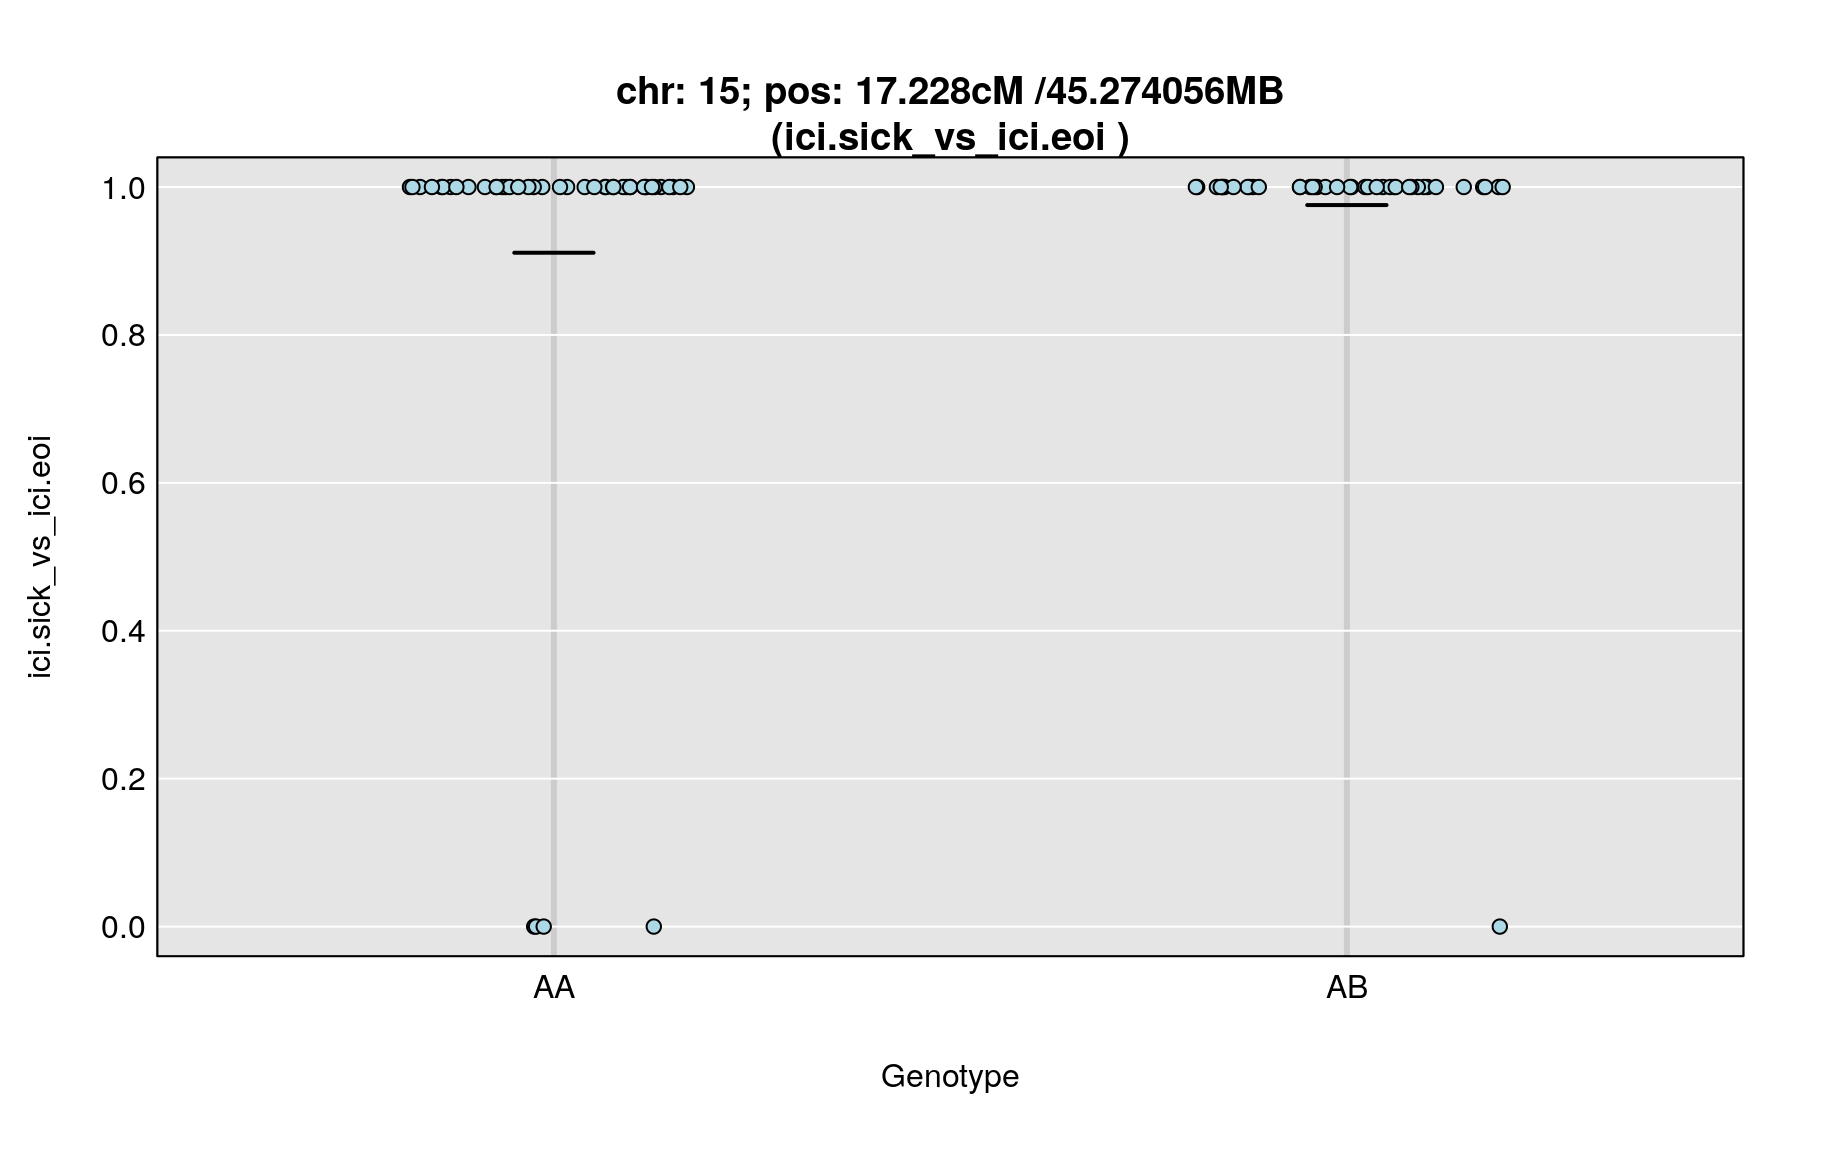 chr: 15; pos: 17.228cM /45.274056MB
(ici.sick_vs_ici.eoi )
ici.sick_vs_ici.eoi
1.0
0.8
0.6
0.4
0.2
0.0
AA AB
Genotype